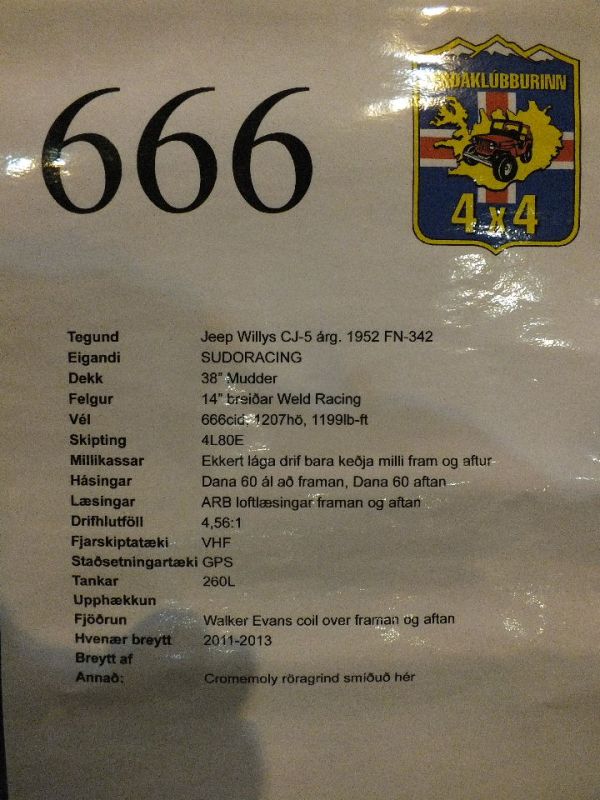 666
4x4
Tegund Jeep Willys CJ-5 árg. 1952 FN-342
Eigandi SUDORACING
Dekk 38" Mudder
Felgur 14" breiðar Weld Racing
Vél 666cid, 1207hö, 1199lb-ft
Skipting 4L80E
Millikassar Ekkert lága drif bara keðja milli fram og aftur
Hásingar Dana 60 ál að framan, Dana 60 aftan
Læsingar ARB loftlæsingar framan og aftan
Drifhlutföll 4,56:1
Fjarskiptatæki VHF
Staðsetningartæki GPS
Tankar 260L
Upphækkun
Fjöðrun Walker Evans coil over framan og aftan
Hvenær breytt 2011-2013
Breytt af
Annað: Cromemoly röragrind smíðuð hér